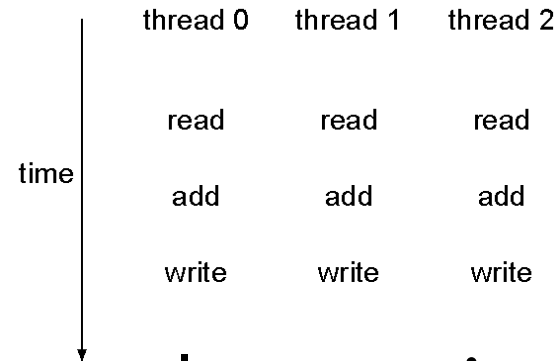 thread 0 thread 1 thread 2
read read read
time
add add add
write write write